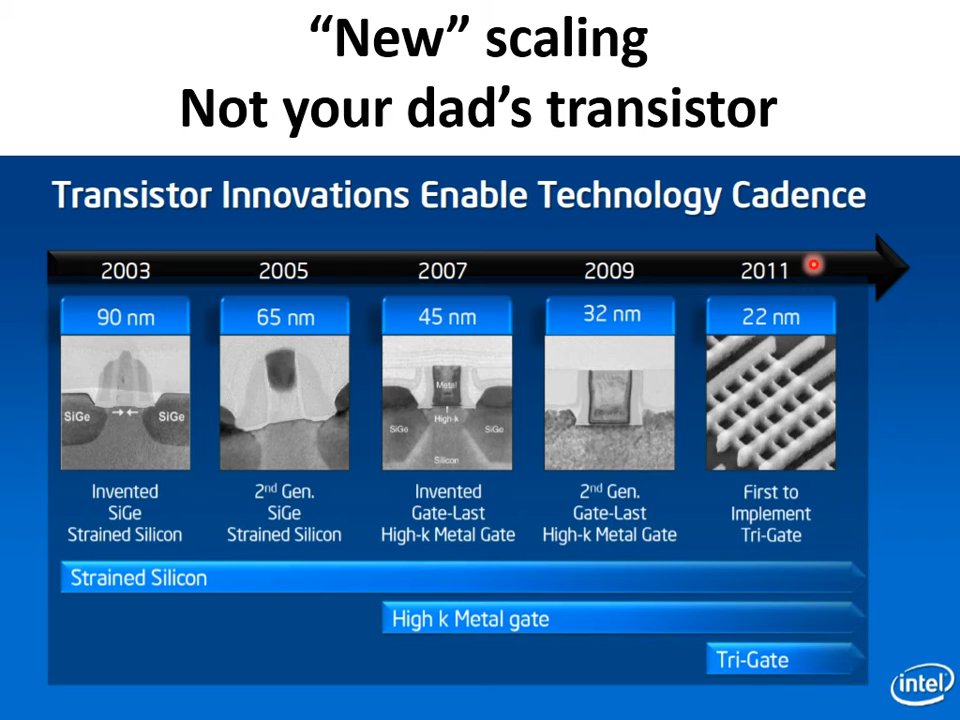 “New” scaling
Not your dad’s transistor
Transistor Innovations Enable Technology Cadence
2003 2005 2007 2009 2011
90 nm 65 nm 45 nm 32 nm 22 nm
SiGe SiGe
Metal
High-k
SiGe SiGe
Silicon
Invented
SiGe
Strained Silicon
2nd Gen.
SiGe
Strained Silicon
Invented
Gate-Last
High-k Metal Gate
2nd Gen.
Gate-Last
High-k Metal Gate
First to
Implement
Tri-Gate
Strained Silicon
High k Metal gate
Tri-Gate
intel